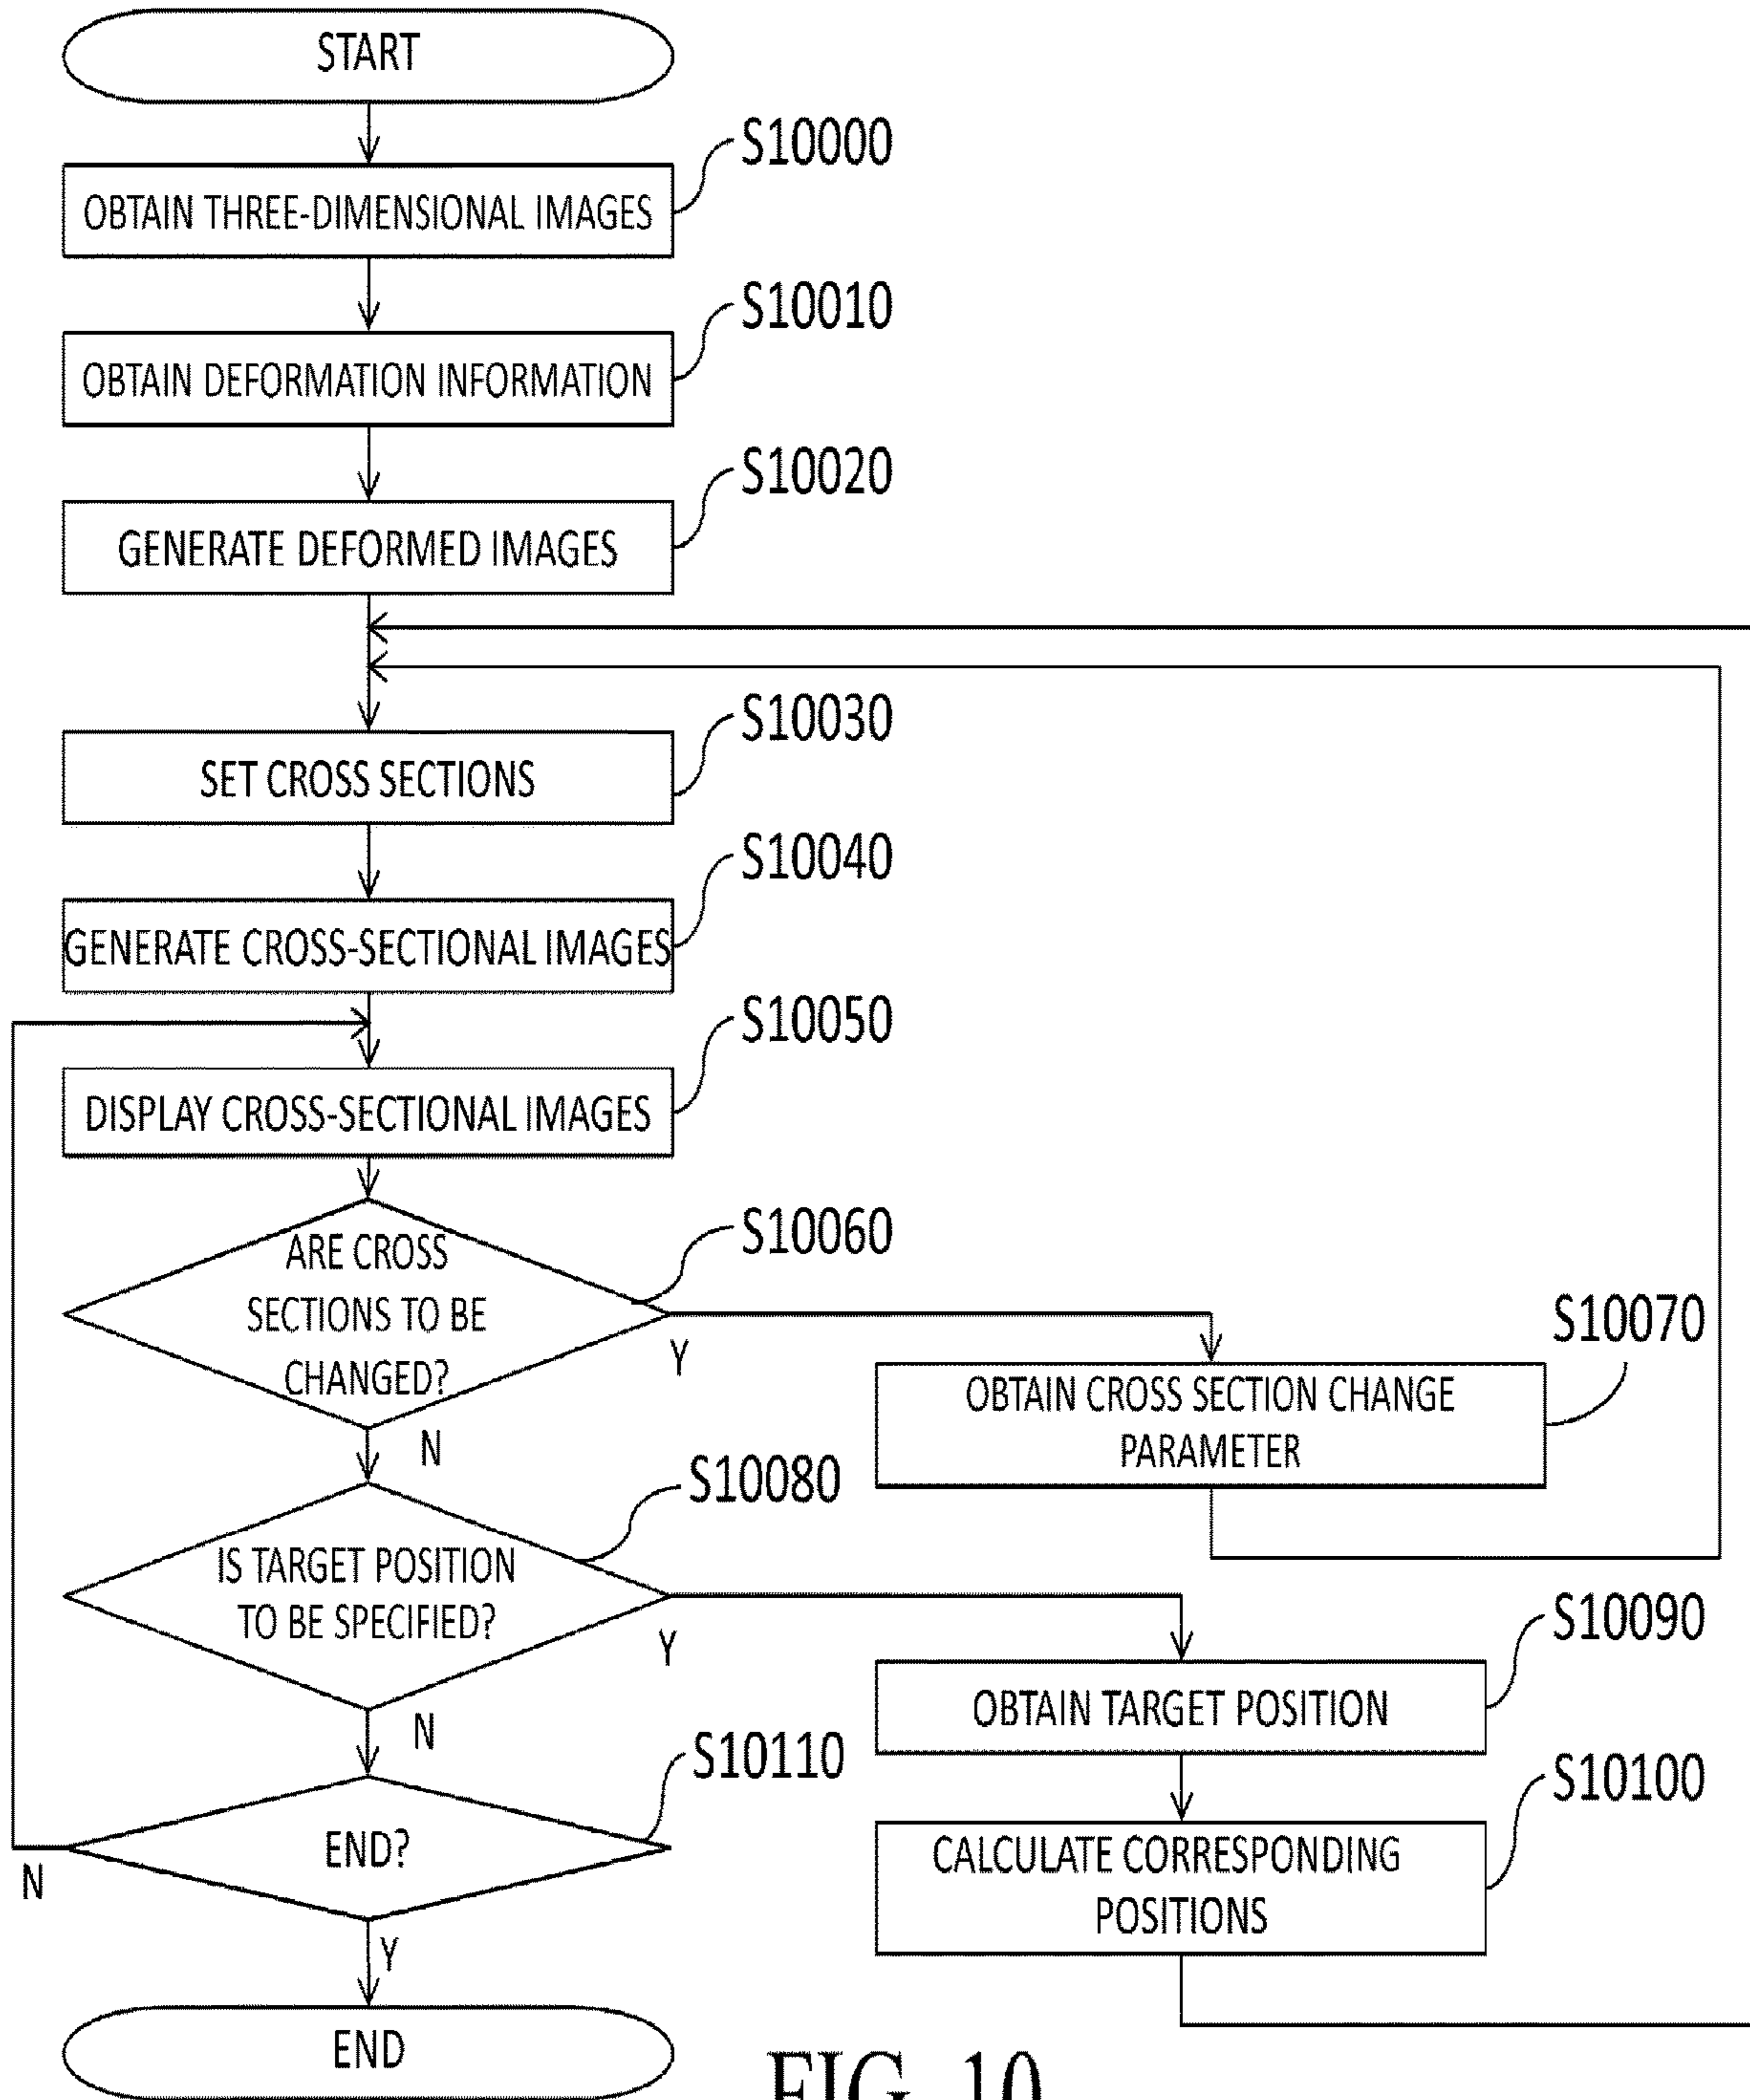 START
S10000
OBTAIN THREE-DIMENSIONAL IMAGES
S10010
OBTAIN DEFORMATION INFORMATION
S10020
GENERATE DEFORMED IMAGES
S10030
SET CROSS SECTIONS
S10040
GENERATE CROSS-SECTIONAL IMAGES
S10050
DISPLAY CROSS-SECTIONAL IMAGES
S10060
ARE CROSS
SECTIONS TO BE
CHANGED?
Y
N
S10070
OBTAIN CROSS SECTION CHANGE
PARAMETER
S10080
IS TARGET POSITION
TO BE SPECIFIED?
Y
N
S10090
OBTAIN TARGET POSITION
S10100
CALCULATE CORRESPONDING
POSITIONS
S10110
END?
N
Y
END
FIG. 10